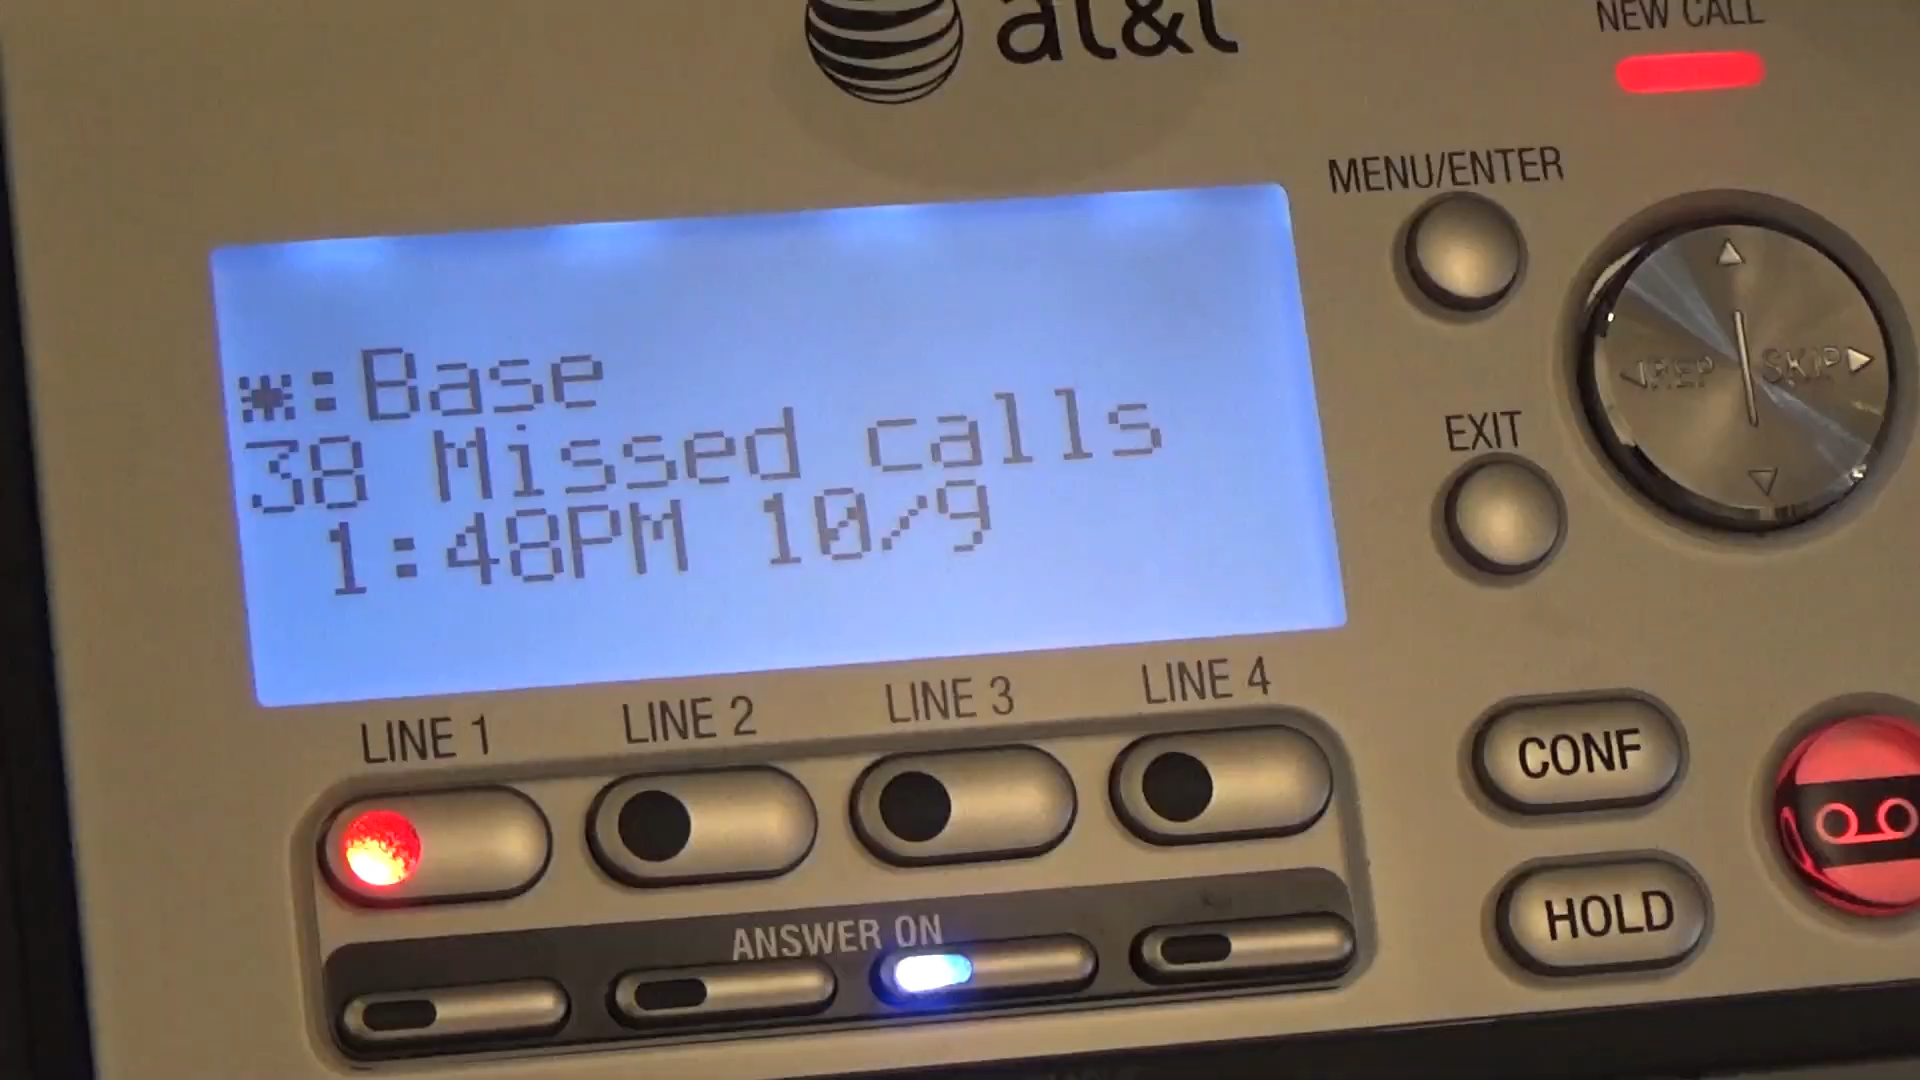 at&t
NEW CALL
MENU/ENTER
*:Base
38 Missed calls
1:48PM 10/9
REP
SKIP
EXIT
LINE 1
LINE 2
LINE 3
LINE 4
CONF
ANSWER ON
HOLD